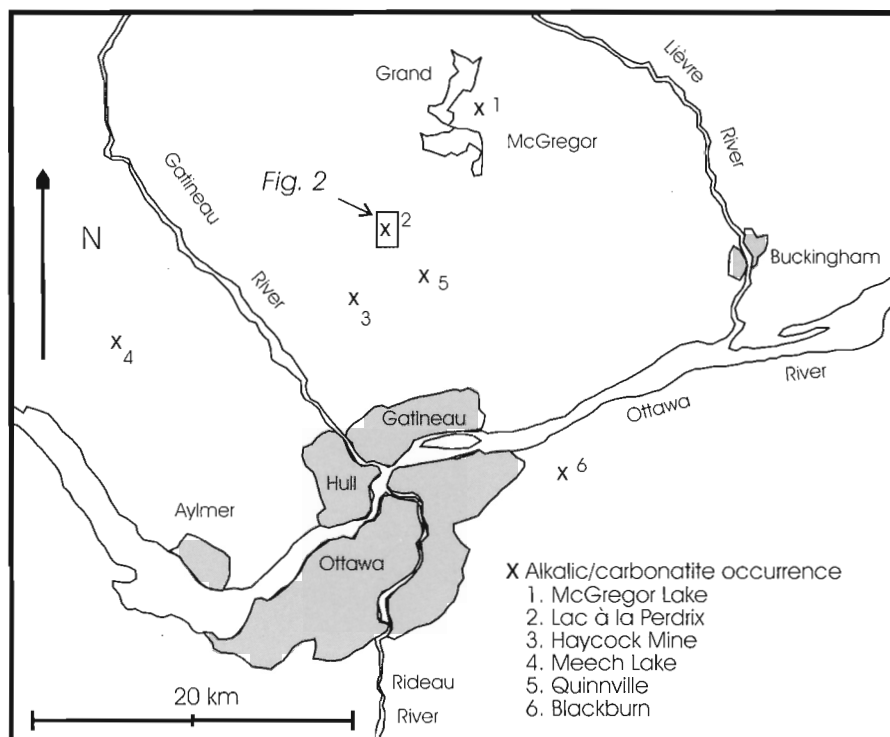 Grand
X 1
McGregor
Lièvre
River
Gatineau
River
Fig. 2
X 2
N
X 5
X 3
X 4
Buckingham
River
Ottawa
Gatineau
Hull
X 6
Aylmer
Ottawa
Rideau
River
20 km
X Alkalic/carbonatite occurrence
1. McGregor Lake
2. Lac à la Perdrix
3. Haycock Mine
4. Meech Lake
5. Quinnville
6. Blackburn